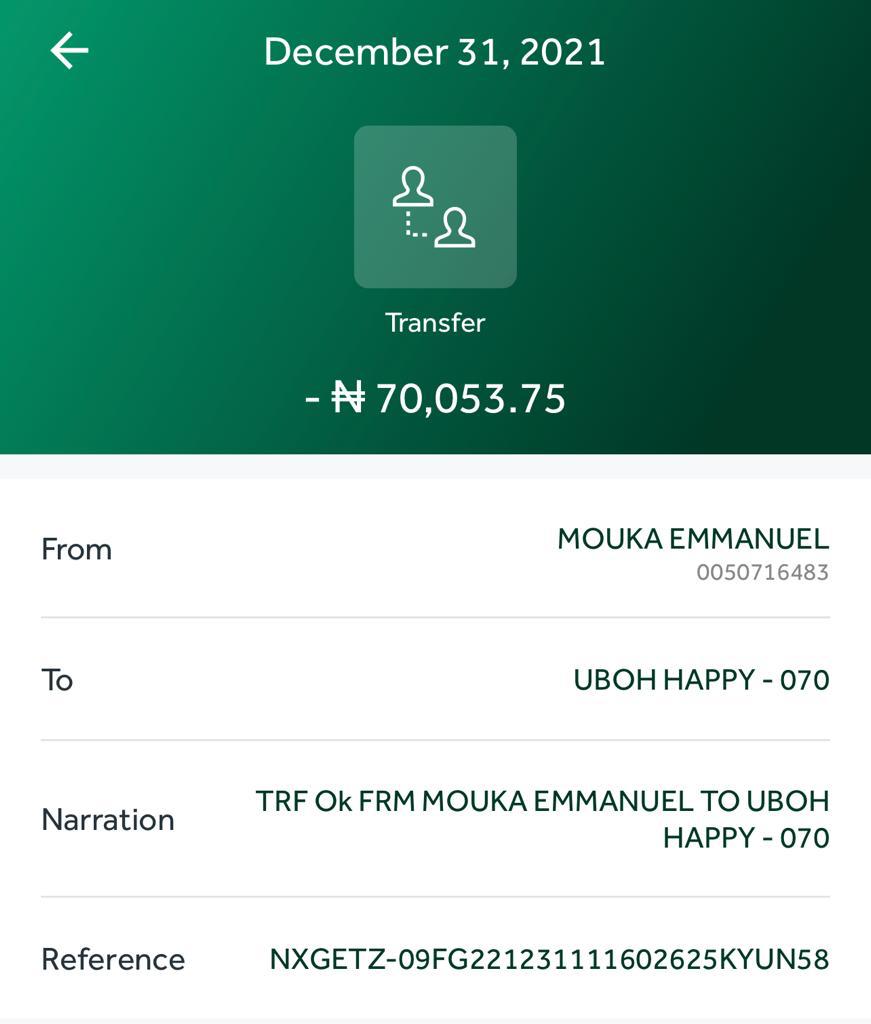 December 31, 2021
Transfer
- ₦ 70,053.75
From
MOUKA EMMANUEL
0050716483
To
UBOH HAPPY - 070
Narration
TRF Ok FRM MOUKA EMMANUEL TO UBOH
HAPPY - 070
Reference
NXGETZ-09FG221231111602625KYUN58